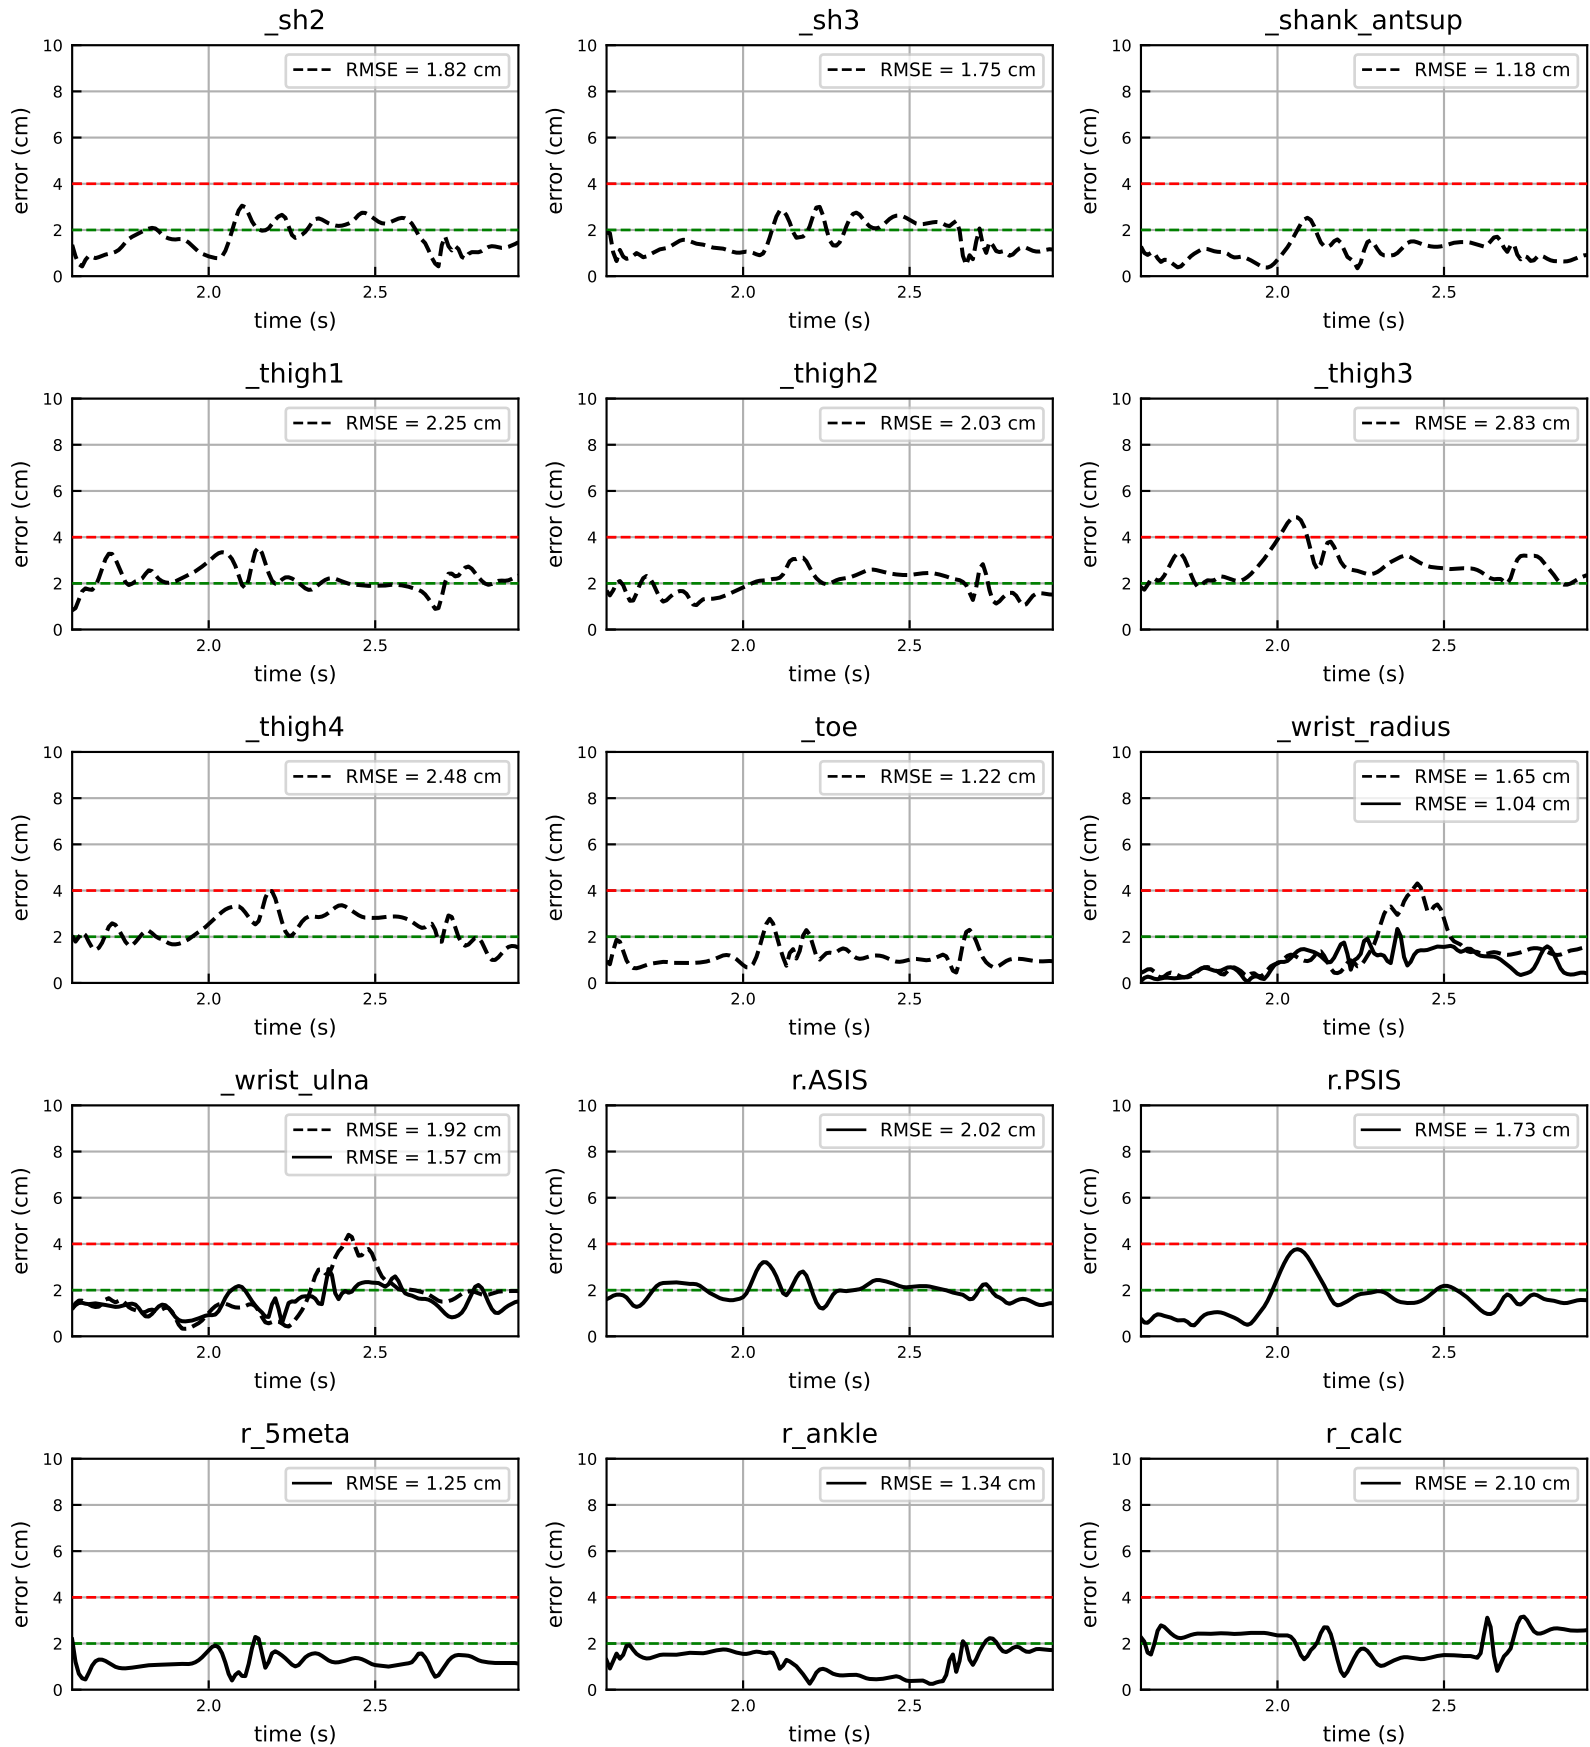 _sh2
_sh3
_shank_antsup
10
8
6
4
2
0
error (cm)
RMSE = 1.82 cm
2.0
2.5
time (s)
10
8
6
4
2
0
error (cm)
RMSE = 1.75 cm
2.0
2.5
time (s)
10
8
6
4
2
0
error (cm)
RMSE = 1.18 cm
2.0
2.5
time (s)
_thigh1
_thigh2
_thigh3
10
8
6
4
2
0
error (cm)
RMSE = 2.25 cm
2.0
2.5
time (s)
10
8
6
4
2
0
error (cm)
RMSE = 2.03 cm
2.0
2.5
time (s)
10
8
6
4
2
0
error (cm)
RMSE = 2.83 cm
2.0
2.5
time (s)
_thigh4
_toe
_wrist_radius
10
8
6
4
2
0
error (cm)
RMSE = 2.48 cm
2.0
2.5
time (s)
10
8
6
4
2
0
error (cm)
RMSE = 1.22 cm
2.0
2.5
time (s)
10
8
6
4
2
0
error (cm)
RMSE = 1.65 cm
RMSE = 1.04 cm
2.0
2.5
time (s)
_wrist_ulna
r.ASIS
r.PSIS
10
8
6
4
2
0
error (cm)
RMSE = 1.92 cm
RMSE = 1.57 cm
2.0
2.5
time (s)
10
8
6
4
2
0
error (cm)
RMSE = 2.02 cm
2.0
2.5
time (s)
10
8
6
4
2
0
error (cm)
RMSE = 1.73 cm
2.0
2.5
time (s)
r_5meta
r_ankle
r_calc
10
8
6
4
2
0
error (cm)
RMSE = 1.25 cm
2.0
2.5
time (s)
10
8
6
4
2
0
error (cm)
RMSE = 1.34 cm
2.0
2.5
time (s)
10
8
6
4
2
0
error (cm)
RMSE = 2.10 cm
2.0
2.5
time (s)